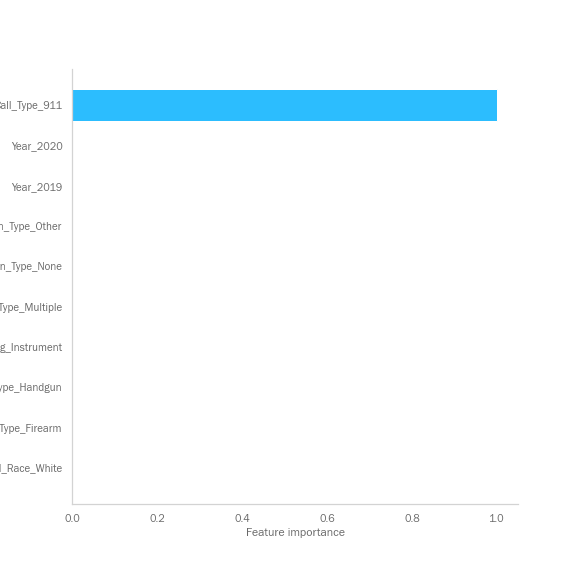 all_Type_911
Year_2020
Year_2019
n_Type_Other
n_Type_None
Type_Multiple
g_Instrument
ype_Handgun
Type_Firearm
_Race_White
0.0 0.2 0.4 0.6 0.8 1.0
Feature importance